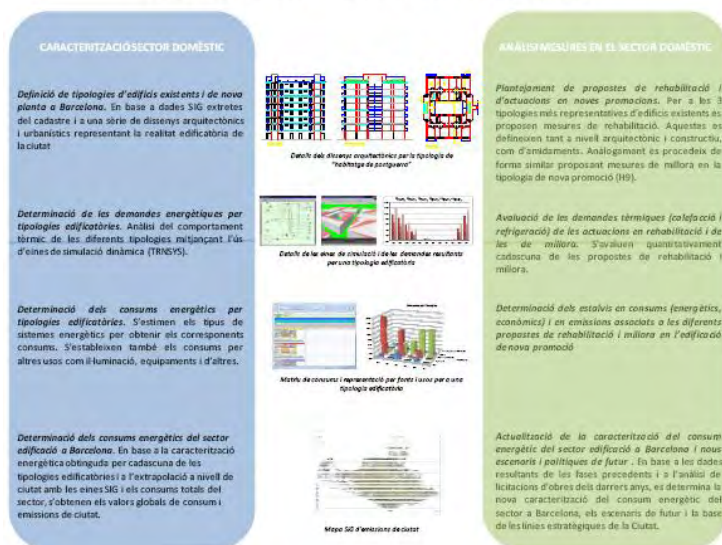 CARACTERITZACIÓ SECTOR DOMÈSTIC
Definició de tipologies d'edificis existents i de nova
planta a Barcelona. En base a dades SIG extretes
del cadastre i a una sèrie de dissenys arquitectònics
i urbanístics representant la realitat edificatòria de
la ciutat
Determinació de les demandes energètiques per
tipologies edificatòries. Anàlisi del comportament
tèrmic de les diferents tipologies mitjançant l'ús
d'eines de simulació dinàmica (TRNSYS).
Determinació dels consums energètics per
tipologies edificatòries. S'estimen els tipus de
sistemes energètics per obtenir els corresponents
consums. S'estableixen també els consums per
altres usos com il·luminació, equipaments i d'altres.
Determinació dels consums energètics del sector
edificació a Barcelona. En base a la caracterització
energètica obtinguda per cadascuna de les
tipologies edificatòries i a l'extrapolació a nivell de
ciutat amb les eines SIG i els consums totals del
sector, s'obtenen els valors globals de consum i
emissions de ciutat.
Detalls dels dissenys arquitectònics per la tipologia de
"habitatge de postguerra"
Detalls de les eines de simulació i de les demandes resultants
per una tipologia edificatòria
Matriu de consums i representació per fonts i usos per a una
tipologia edificatòria
Mapa SIG d'emissions de ciutat
ANÀLISI MESURES EN EL SECTOR DOMÈSTIC
Plantejament de propostes de rehabilitació i
d'actuacions en noves promocions. Per a les 3
tipologies més representatives d'edificis existents es
proposen mesures de rehabilitació. Aquestes es
defineixen tant a nivell arquitectònic i constructiu,
com d'amidaments. Anàlogament es procedeix de
forma similar proposant mesures de millora en la
tipologia de nova promoció (H9).
Avaluació de les demandes tèrmiques (calefacció i
refrigeració) de les actuacions en rehabilitació i de
les de millora. S'avaluen quantitativament
cadascuna de les propostes de rehabilitació i
millora.
Determinació dels estalvis en consums (energètics,
econòmics) i en emissions associats a les diferents
propostes de rehabilitació i millora en l'edificació
de nova promoció
Actualització de la caracterització del consum
energètic del sector edificació a Barcelona i nous
escenaris i polítiques de futur . En base a les dades
resultants de les fases precedents i a l'anàlisi de
licitacions d'obres dels darrers anys, es determina la
nova caracterització del consum energètic del
sector a Barcelona, els escenaris de futur i la base
de les línies estratègiques de la Ciutat.